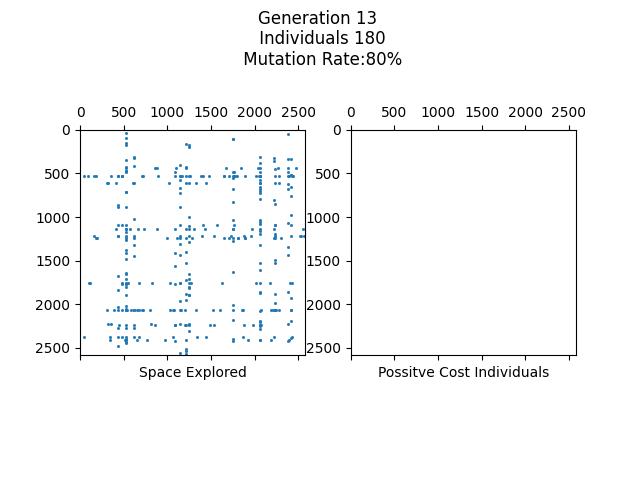 Generation 13
Individuals 180
Mutation Rate:80%
0 500 1000 1500 2000 2500
0 500 1000 1500 2000 2500
0
500
1000
1500
2000
2500
Space Explored
0
500
1000
1500
2000
2500
Possitve Cost Individuals